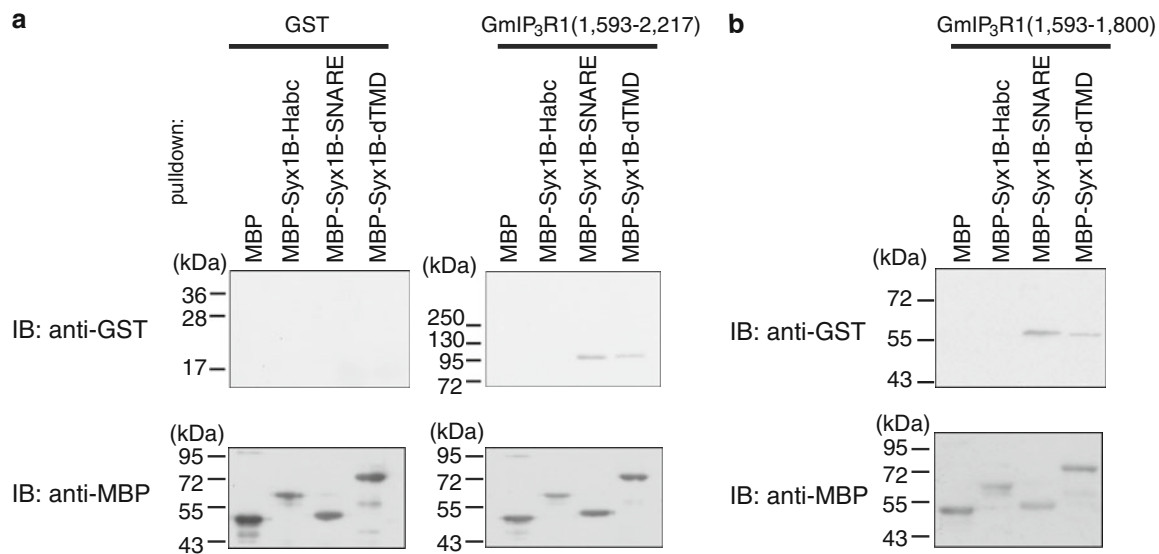 a
GST
GmIP₃R1(1,593-2,217)
b
GmIP₃R1(1,593-1,800)
pulldown:
MBP
MBP-Syx1B-Habc
MBP-Syx1B-SNARE
MBP-Syx1B-dTMD
MBP
MBP-Syx1B-Habc
MBP-Syx1B-SNARE
MBP-Syx1B-dTMD
MBP
MBP-Syx1B-Habc
MBP-Syx1B-SNARE
MBP-Syx1B-dTMD
IB: anti-GST
(kDa)
36
28
17
(kDa)
250
130
95
72
IB: anti-GST
(kDa)
72
55
43
IB: anti-MBP
(kDa)
95
72
55
43
(kDa)
95
72
55
43
IB: anti-MBP
(kDa)
95
72
55
43